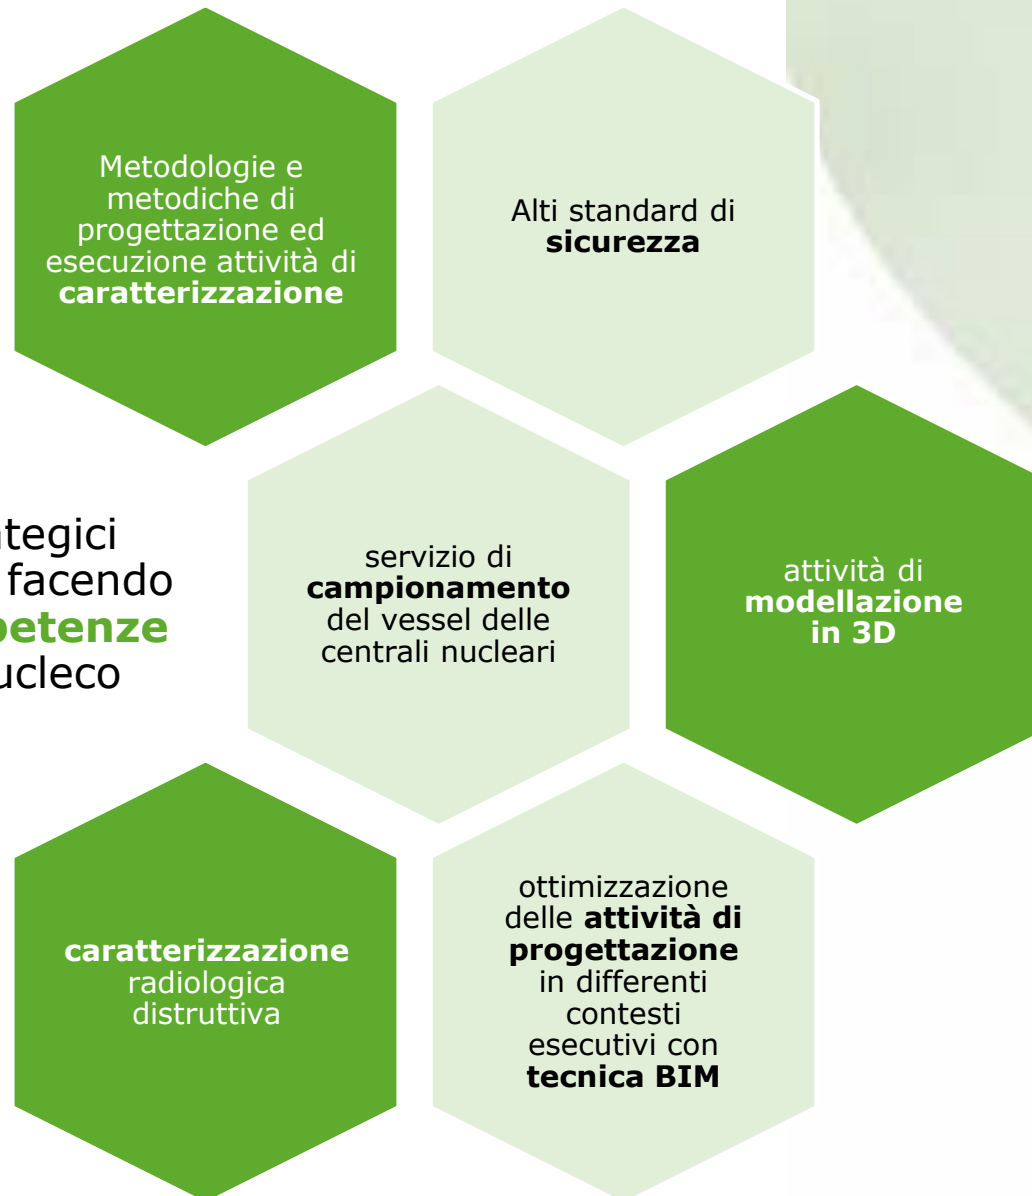 Metodologie e
metodiche di
progettazione ed
esecuzione attività di
caratterizzazione
Alti standard di
sicurezza
facendo
servizio di
campionamento
del vessel delle
centrali nucleari
attività di
modellazione
in 3D
caratterizzazione
radiologica
distruttiva
ottimizzazione
delle attività di
progettazione
in differenti
contesti
esecutivi con
tecnica BIM